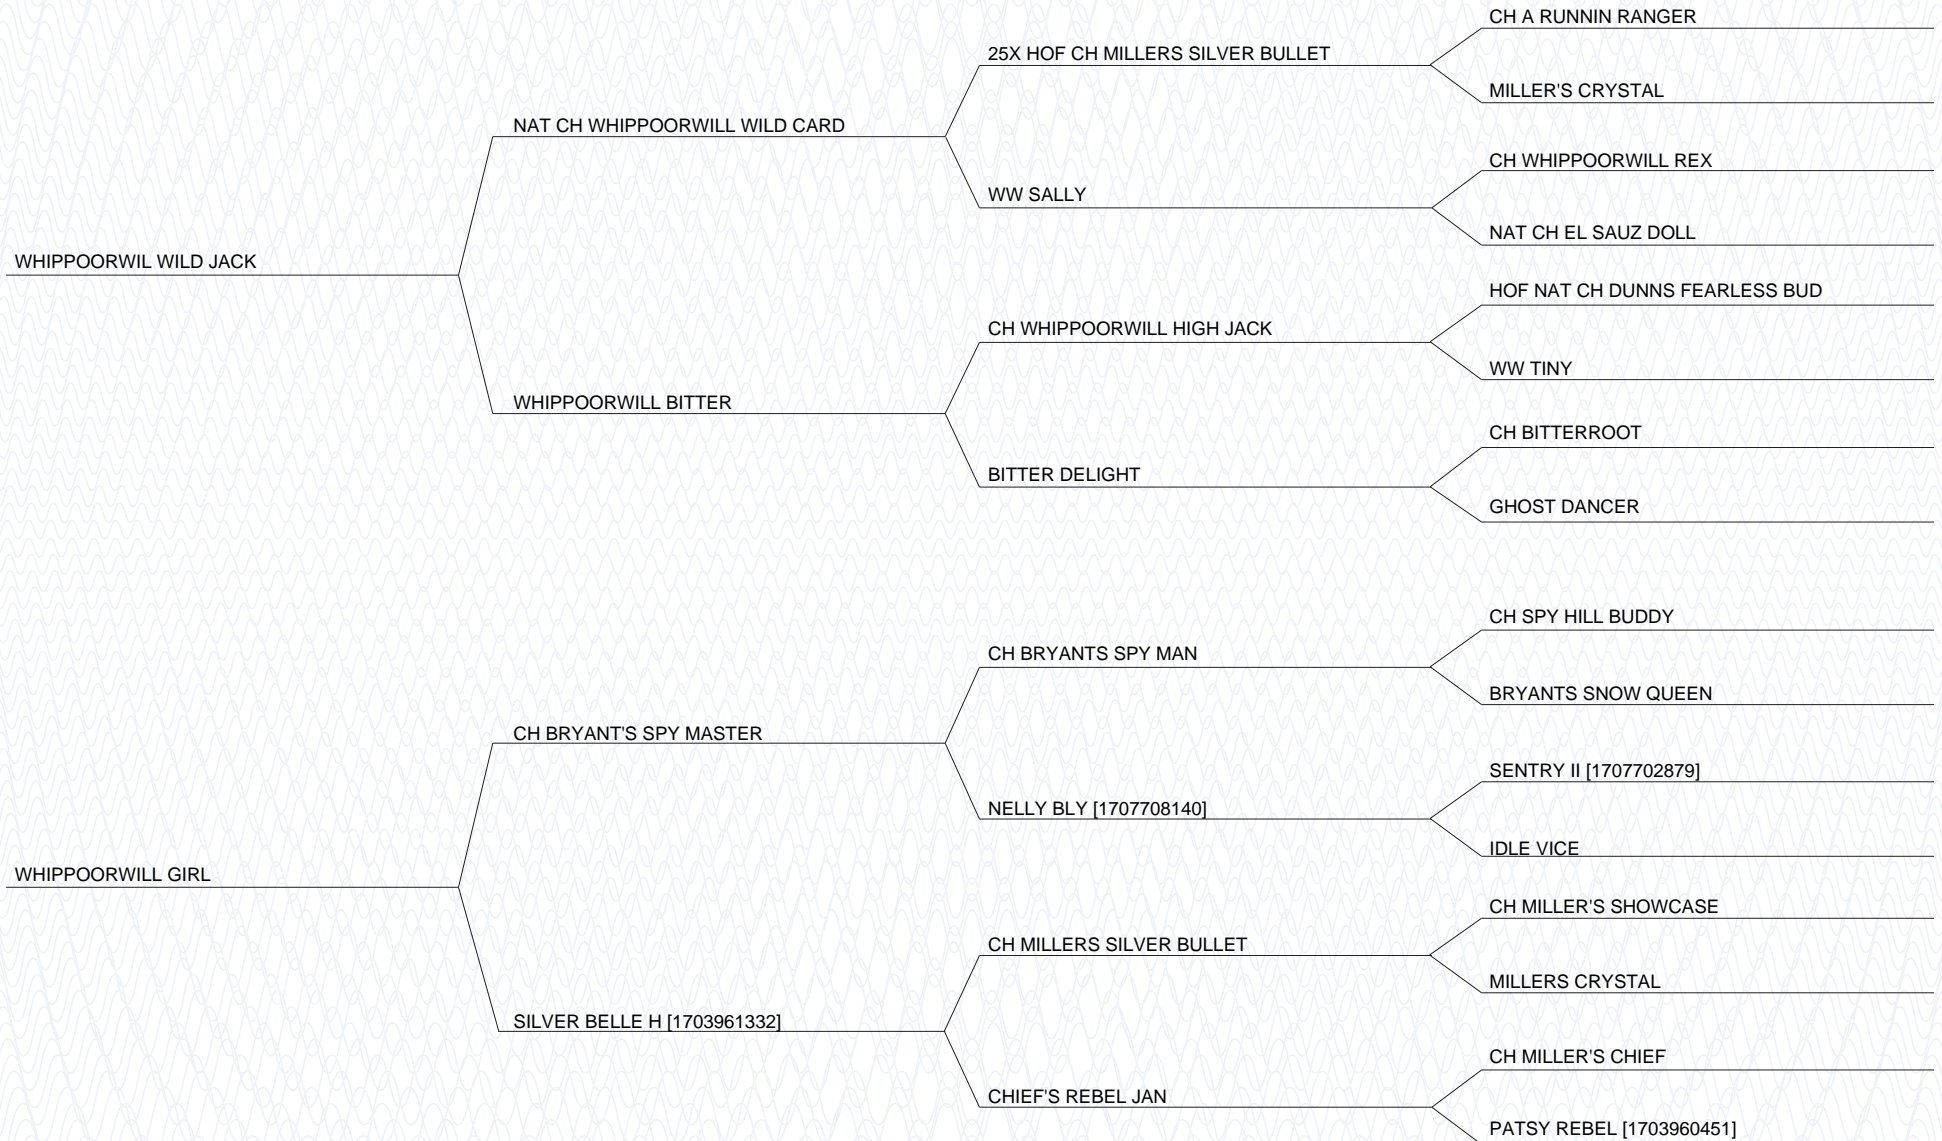 CH A RUNNIN RANGER
25X HOF CH MILLERS SILVER BULLET
MILLER'S CRYSTAL
NAT CH WHIPPOORWILL WILD CARD
CH WHIPPOORWILL REX
WW SALLY
NAT CH EL SAUZ DOLL
WHIPPOORWIL WILD JACK
HOF NAT CH DUNNS FEARLESS BUD
CH WHIPPOORWILL HIGH JACK
WW TINY
WHIPPOORWILL BITTER
CH BITTERROOT
BITTER DELIGHT
GHOST DANCER
CH SPY HILL BUDDY
CH BRYANTS SPY MAN
BRYANTS SNOW QUEEN
CH BRYANT'S SPY MASTER
SENTRY II [1707702879]
NELLY BLY [1707708140]
IDLE VICE
WHIPPOORWILL GIRL
CH MILLER'S SHOWCASE
CH MILLERS SILVER BULLET
MILLERS CRYSTAL
SILVER BELLE H [1703961332]
CH MILLER'S CHIEF
CHIEF'S REBEL JAN
PATSY REBEL [1703960451]